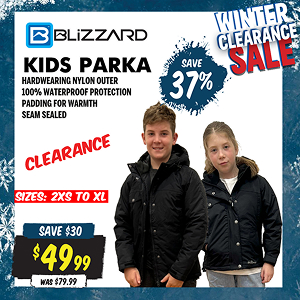 BLiZZARD
WINTER
CLEARANCE
SALE
KIDS PARKA
HARDWEARING NYLON OUTER
100% WATERPROOF PROTECTION
PADDING FOR WARMTH
SEAM SEALED
SAVE
37%
CLEARANCE
SIZES: 2XS TO XL
SAVE $30
$49.99
WAS $79.99